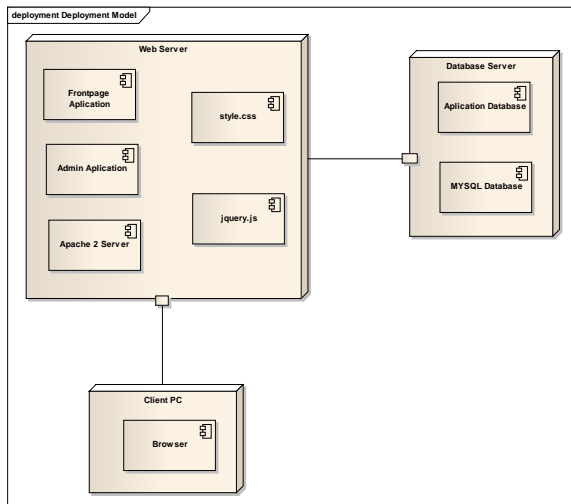 deployment Deployment Model
Web Server
Frontpage
Aplication
Admin Aplication
Apache 2 Server
style.css
jquery.js
Database Server
Aplication Database
MYSQL Database
Client PC
Browser